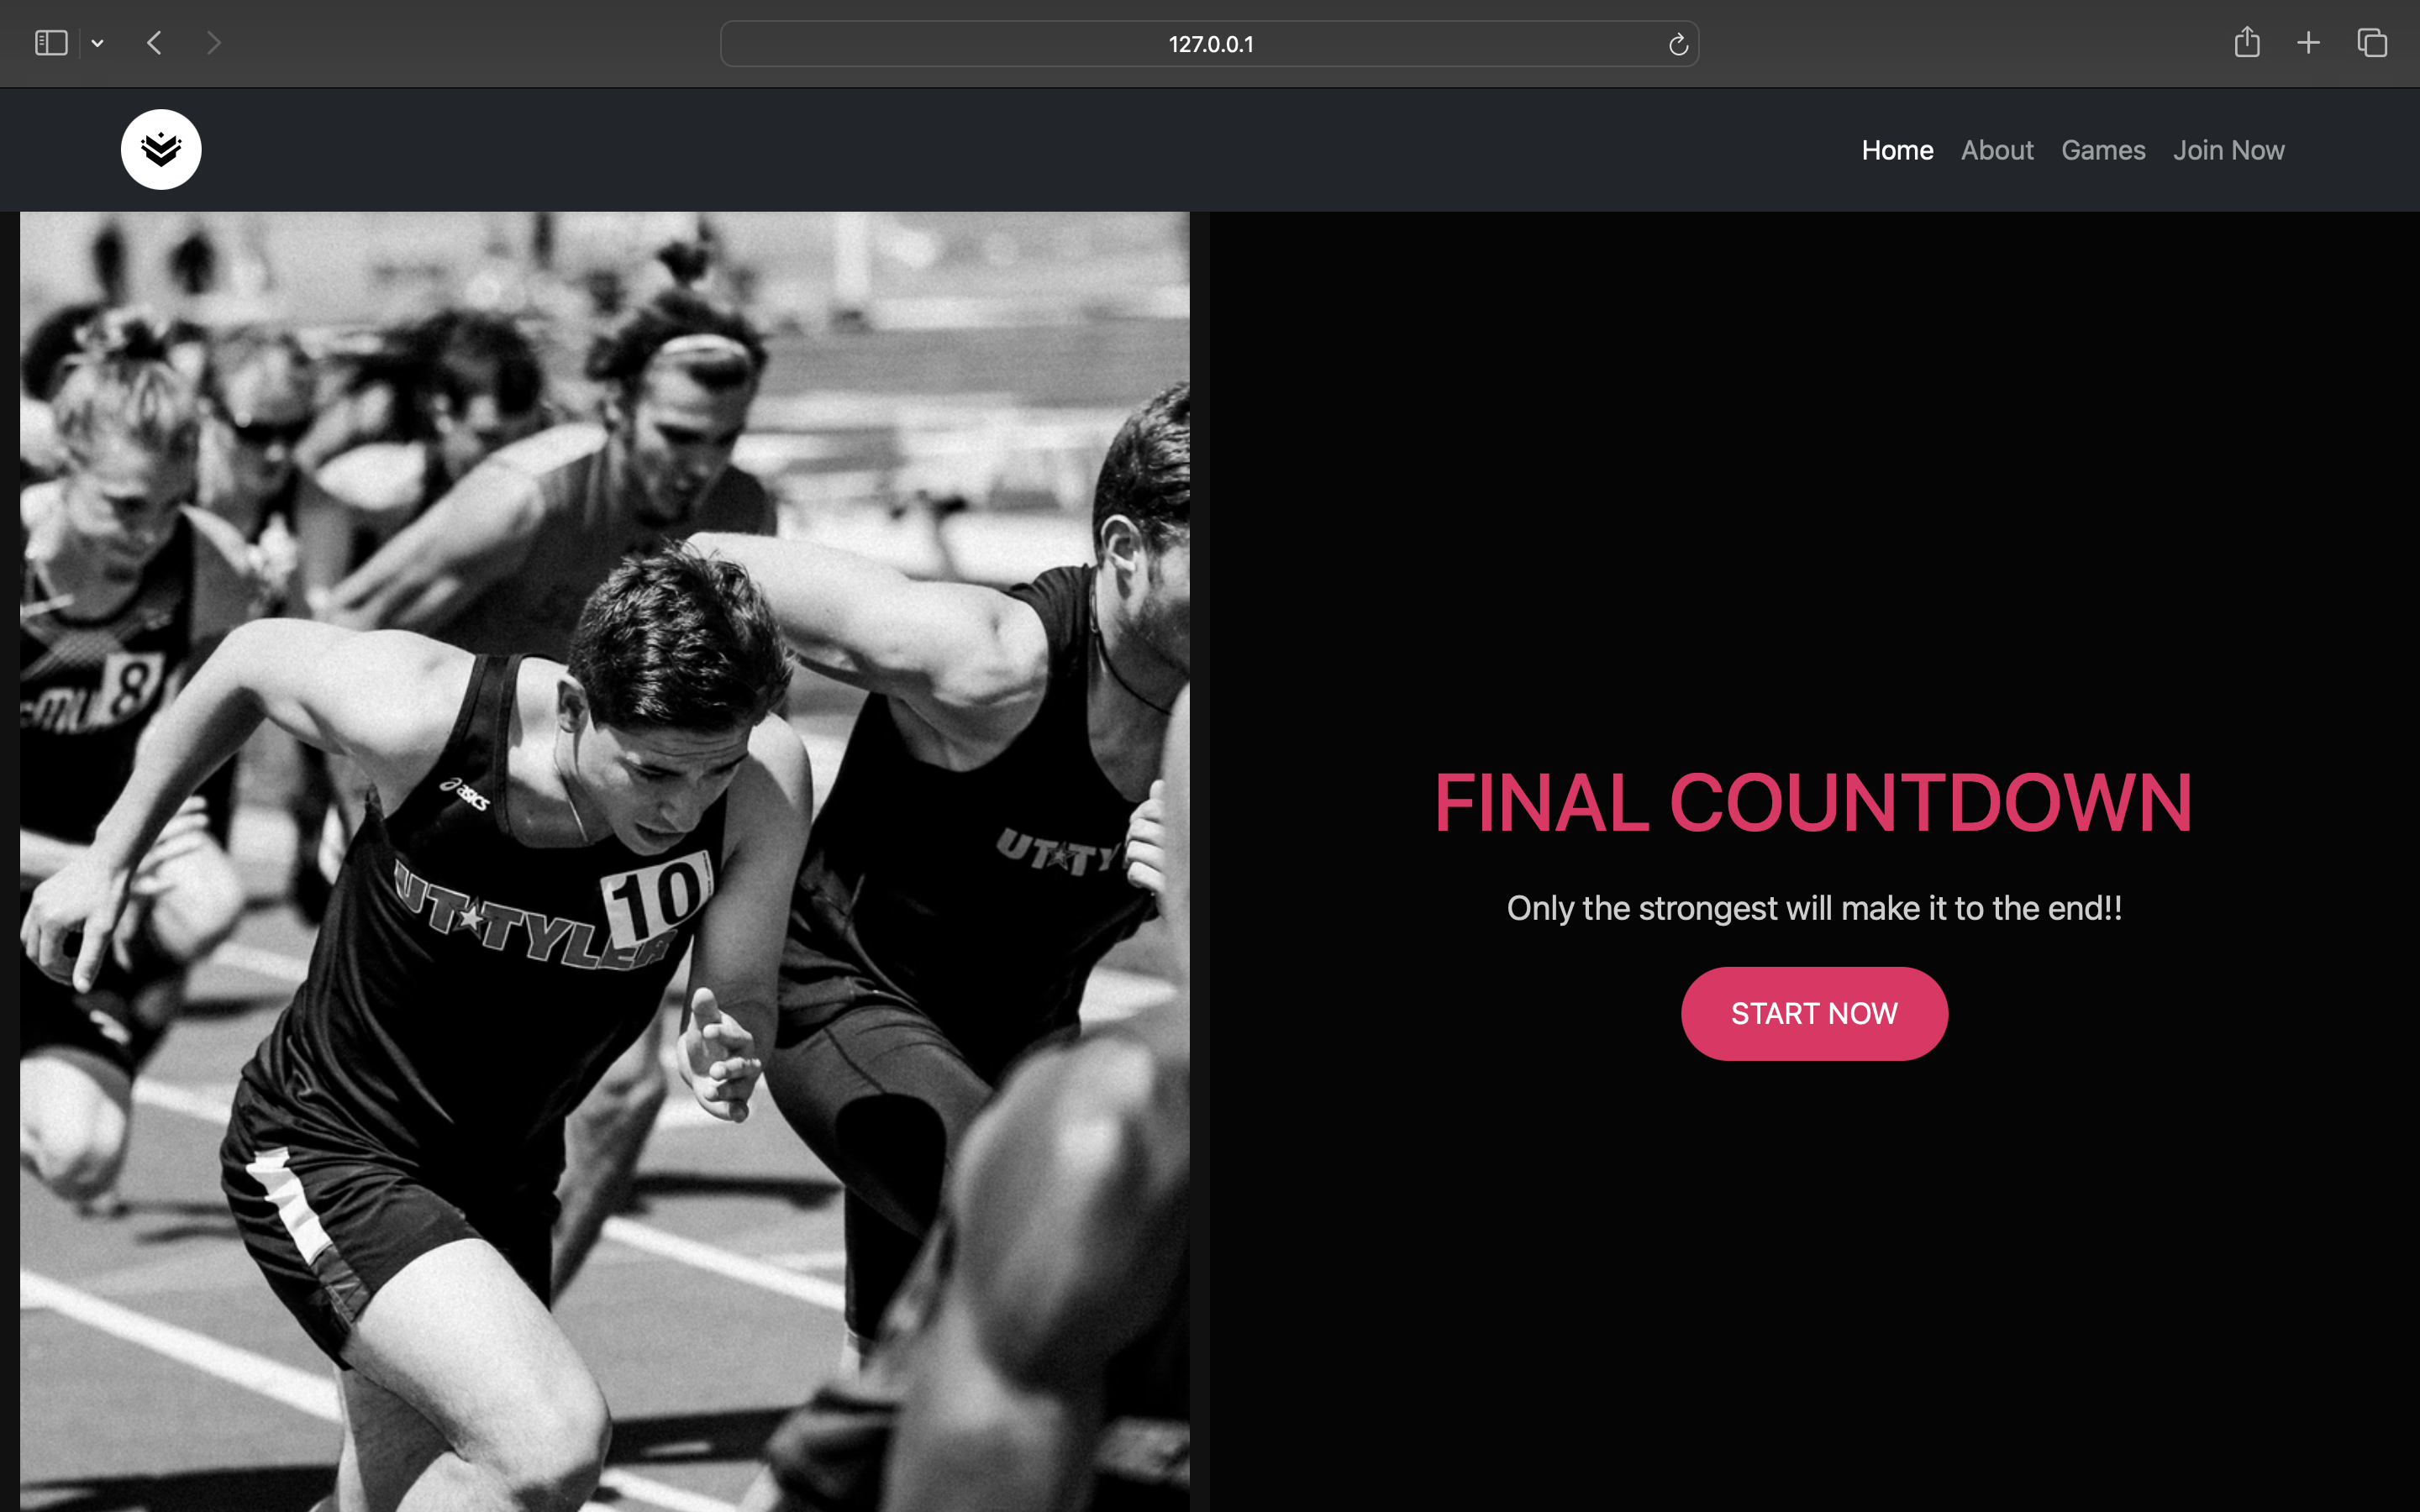 127.0.0.1
Home About Games Join Now
8
asics
10
UT★TYLER
UT★TY
FINAL COUNTDOWN
Only the strongest will make it to the end!!
START NOW